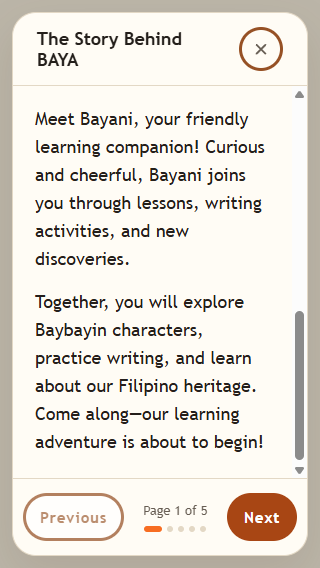 The Story Behind
BAYA
Meet Bayani, your friendly
learning companion! Curious
and cheerful, Bayani joins
you through lessons, writing
activities, and new
discoveries.
Together, you will explore
Baybayin characters,
practice writing, and learn
about our Filipino heritage.
Come along—our learning
adventure is about to begin!
Previous
Page 1 of 5
Next